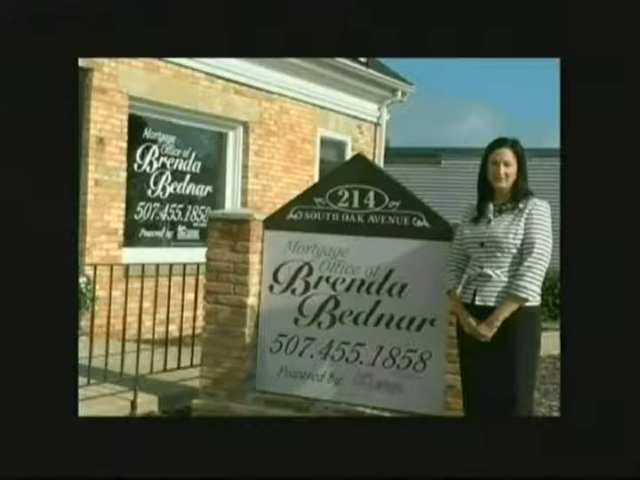 Mortgage
Office of
Brenda
Bednar
507.455.1858
Powered by
214
SOUTH OAK AVENUE
Mortgage
Office of
Brenda
Bednar
507.455.1858
Powered by